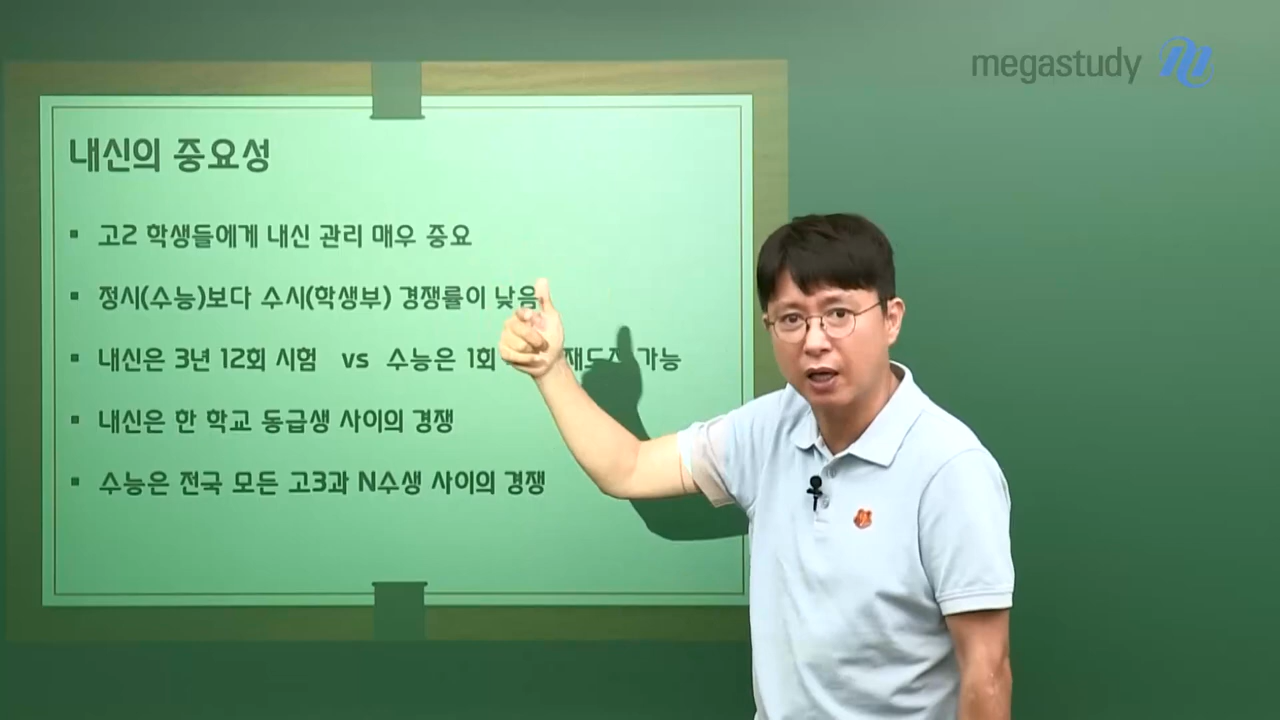 megastudy
내신의 중요성
▪ 고2 학생들에게 내신 관리 매우 중요
▪ 정시(수능)보다 수시(학생부) 경쟁률이 낮음
▪ 내신은 3년 12회 시험 vs 수능은 1회 가능
▪ 내신은 한 학교 동급생 사이의 경쟁
▪ 수능은 전국 모든 고3과 N수생 사이의 경쟁